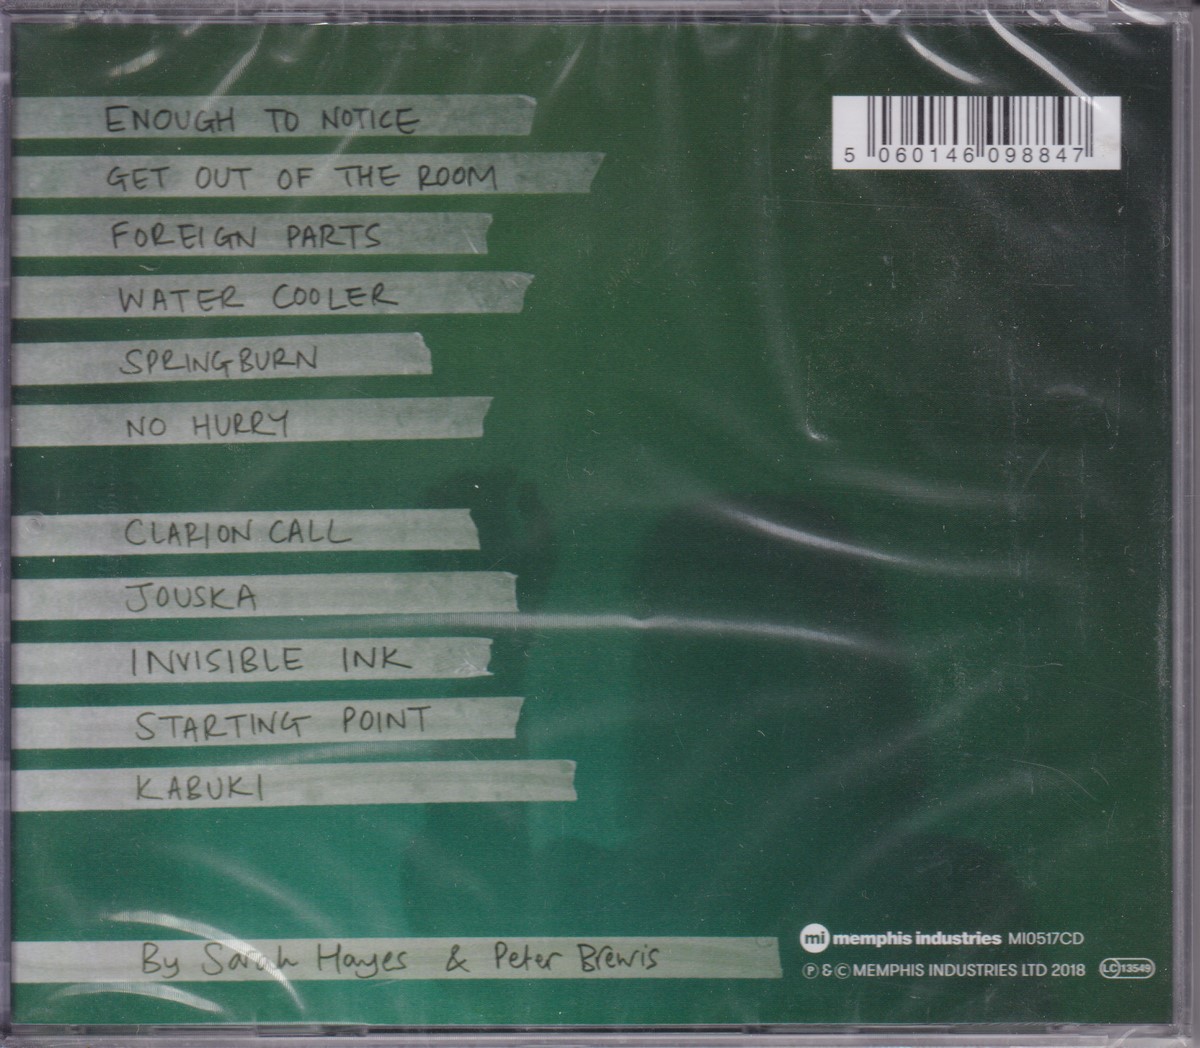 ENOUGH TO NOTICE
GET OUT OF THE ROOM
FOREIGN PARTS
WATER COOLER
SPRINGBURN
NO HURRY
CLARION CALL
JOUSKA
INVISIBLE INK
STARTING POINT
KABUKI
By Sarah Hayes & Peter Brewis
5 060146 098847
mi memphis industries MI0517CD
Ⓟ & © MEMPHIS INDUSTRIES LTD 2018 LC 13549